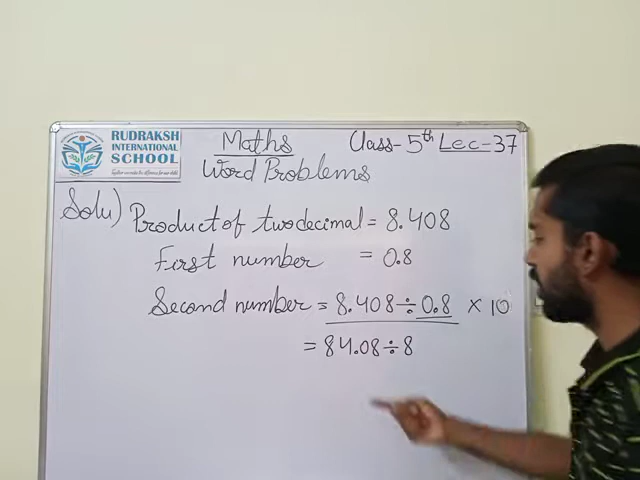 RUDRAKSH
INTERNATIONAL
SCHOOL
Maths Class-5th Lec-37
Word Problems
Solu) Product of two decimal = 8.408
First number = 0.8
Second number = 8.408÷0.8 × 10
= 84.08÷8